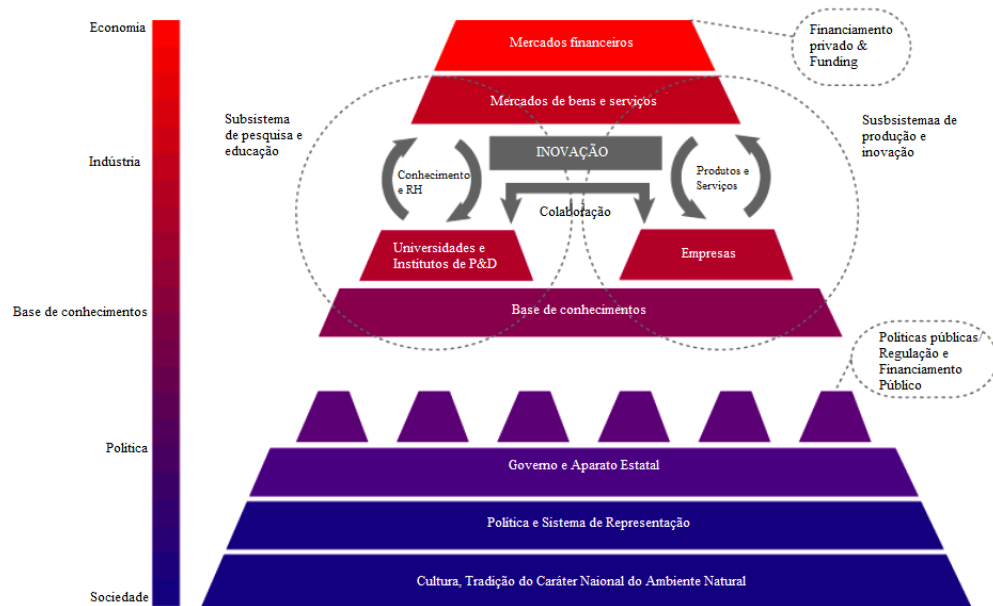 Economia
Mercados financeiros
Financiamento
privado &
Funding
Mercados de bens e serviços
Subsistema
de pesquisa e
educação
Susbsistemaa de
produção e
inovação
Indústria
INOVAÇÃO
Conhecimento
e RH
Produtos e
Serviços
Colaboração
Universidades e
Institutos de P&D
Empresas
Base de conhecimentos
Base de conhecimentos
Políticas públicas/
Regulação e
Financiamento
Público
Política
Governo e Aparato Estatal
Política e Sistema de Representação
Cultura, Tradição do Caráter Naional do Ambiente Natural
Sociedade